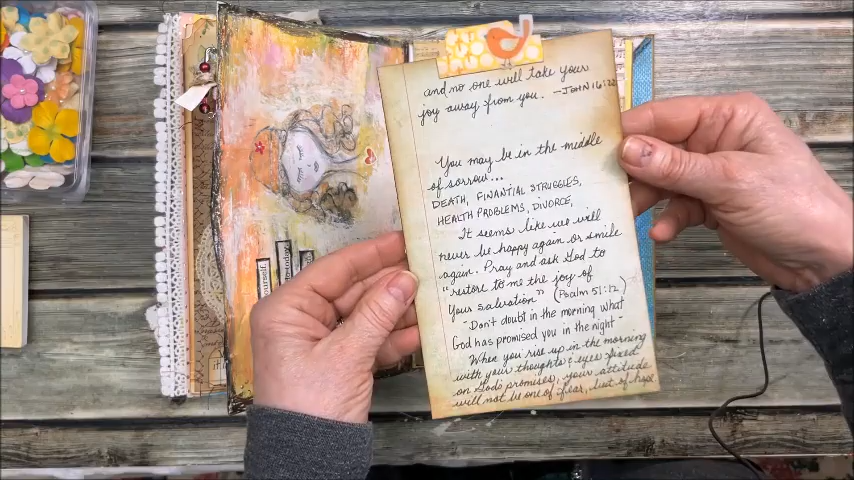 and no one will take your
joy away from you. —JOHN 16:22
You may be in the middle
of sorrow...
DEATH, FINANTIAL STRUGGLES,
HEALTH PROBLEMS, DIVORCE,
It seems like we will
never be happy again or smile
again. Pray and ask God to
"restore to me the joy of
your salvation" (Psalm 51:12)
"Don't doubt in the morning what
God has promised you in the night"
When you rise up in the morning
with your thoughts & eyes fixed
on God's promises, your attitude
will not be one of fear, but of hope
yourself